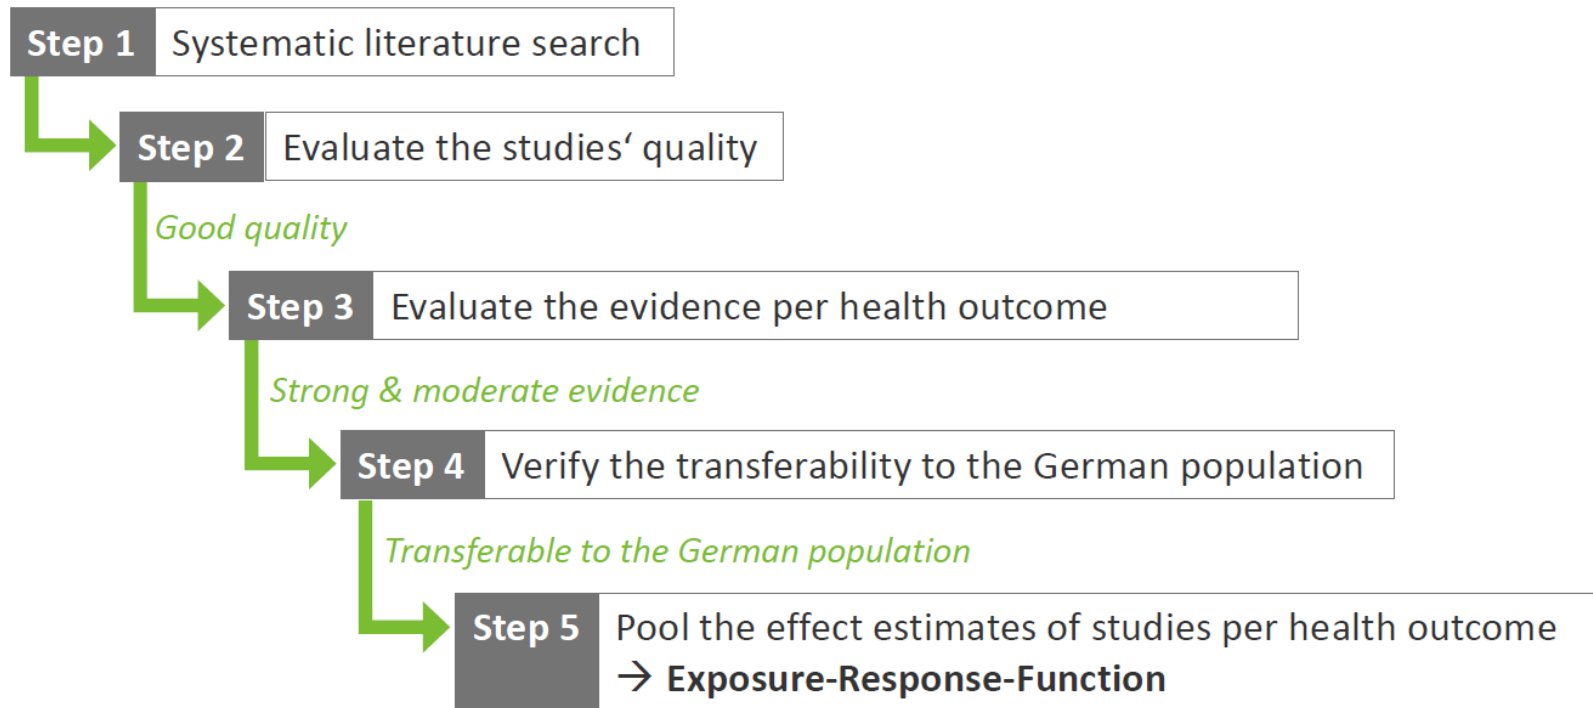 Step 1 Systematic literature search
Step 2 Evaluate the studies‘ quality
Good quality
Step 3 Evaluate the evidence per health outcome
Strong & moderate evidence
Step 4 Verify the transferability to the German population
Transferable to the German population
Step 5 Pool the effect estimates of studies per health outcome
→ Exposure-Response-Function